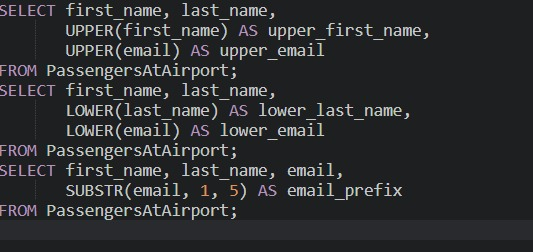 SELECT first_name, last_name,
UPPER(first_name) AS upper_first_name,
UPPER(email) AS upper_email
FROM PassengersAtAirport;
SELECT first_name, last_name,
LOWER(last_name) AS lower_last_name,
LOWER(email) AS lower_email
FROM PassengersAtAirport;
SELECT first_name, last_name, email,
SUBSTR(email, 1, 5) AS email_prefix
FROM PassengersAtAirport;